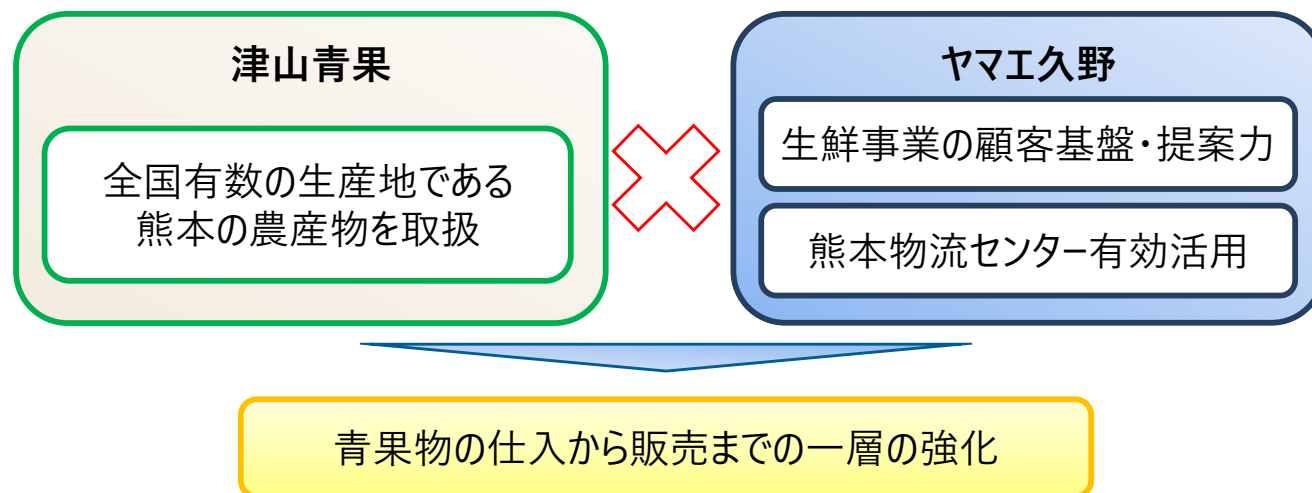 津山青果
全国有数の生産地である
熊本の農産物を取扱
ヤマエ久野
生鮮事業の顧客基盤・提案力
熊本物流センター有効活用
青果物の仕入から販売までの一層の強化